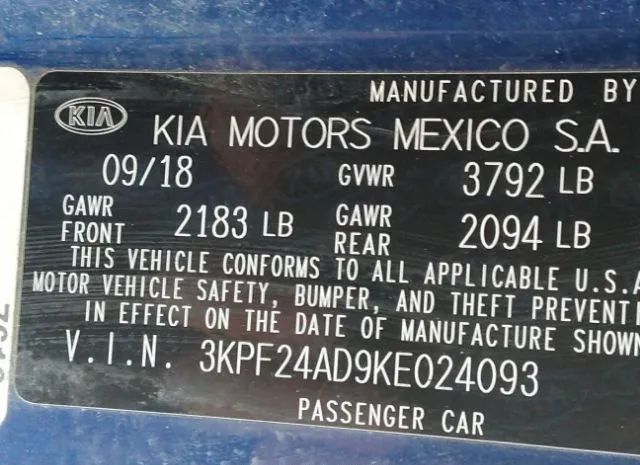 MANUFACTURED BY
KIA KIA MOTORS MEXICO S.A.
09/18 GVWR 3792 LB
GAWR FRONT 2183 LB GAWR REAR 2094 LB
THIS VEHICLE CONFORMS TO ALL APPLICABLE U.S.A
MOTOR VEHICLE SAFETY, BUMPER, AND THEFT PREVENTI
IN EFFECT ON THE DATE OF MANUFACTURE SHOWN
V.I.N. 3KPF24AD9KE024093
PASSENGER CAR